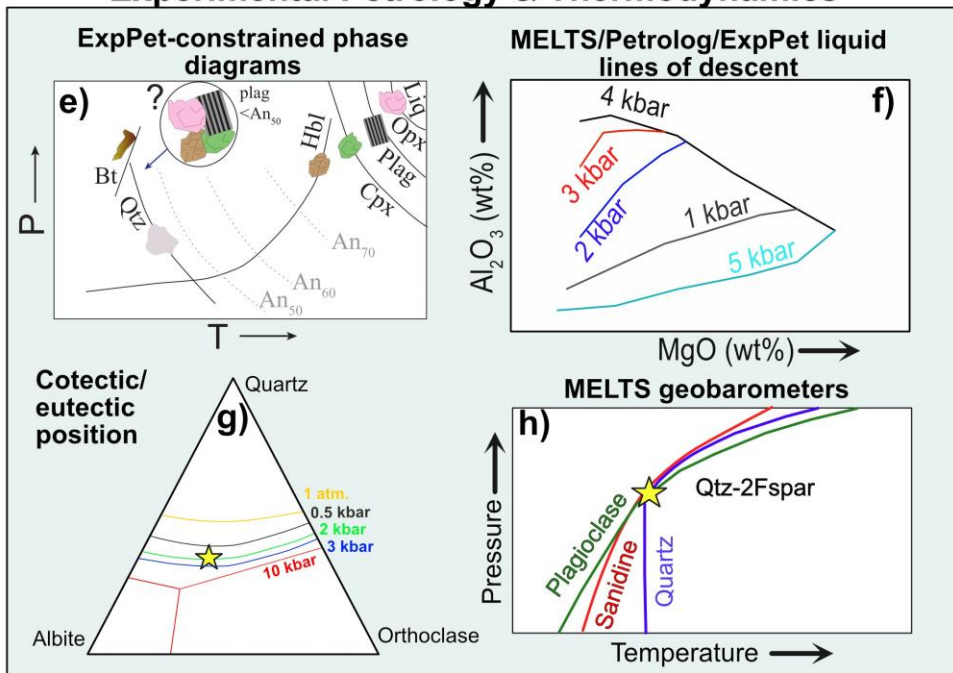 Experimental Petrology & Thermodynamics
ExpPet-constrained phase
diagrams
e)
?
plag
<An50
Bt
Qtz
Hbl
Liq
Opx
Plag
Cpx
An70
An60
An50
P
T
MELTS/Petrolog/ExpPet liquid
lines of descent
f)
4 kbar
3 kbar
2 kbar
1 kbar
5 kbar
Al2O3 (wt%)
MgO (wt%)
Cotectic/
eutectic
position
g)
Quartz
1 atm.
0.5 kbar
2 kbar
3 kbar
10 kbar
Albite
Orthoclase
MELTS geobarometers
h)
Qtz-2Fspar
Plagioclase
Sanidine
Quartz
Pressure
Temperature